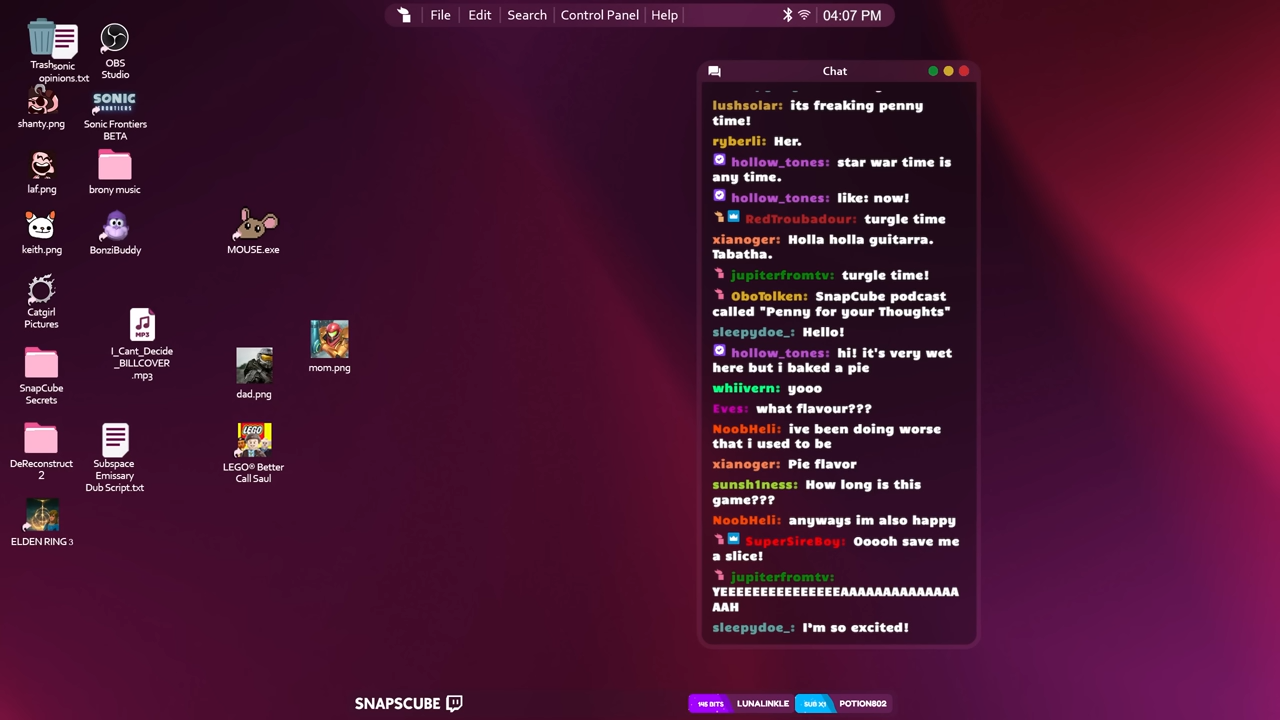 File Edit Search Control Panel Help 04:07 PM
Trash
sonic
opinions.txt
OBS
Studio
shanty.png
SONIC
FRONTIERS
Sonic Frontiers
BETA
laf.png
brony music
keith.png
BonziBuddy
MOUSE.exe
Catgirl
Pictures
MP3
I_Cant_Decide
_BILLCOVER
.mp3
mom.png
dad.png
SnapCube
Secrets
DeReconstruct
2
Subspace
Emissary
Dub Script.txt
LEGO
LEGO® Better
Call Saul
ELDEN RING 3
Chat
lushsolar: its freaking penny
time!
ryberli: Her.
hollow_tones: star war time is
any time.
hollow_tones: like: now!
RedTroubadour: turgle time
xianoger: Holla holla guitarra.
Tabatha.
jupiterfromtv: turgle time!
OboTolken: SnapCube podcast
called "Penny for your Thoughts"
sleepydoe_: Hello!
hollow_tones: hi! it's very wet
here but i baked a pie
whiivern: yooo
Eves: what flavour???
NoobHeli: ive been doing worse
that i used to be
xianoger: Pie flavor
sunsh1ness: How long is this
game???
NoobHeli: anyways im also happy
SuperSireBoy: Ooooh save me
a slice!
jupiterfromtv:
YEEEEEEEEEEEEEEEAAAAAAAAAAAAAA
AAH
sleepydoe_: I'm so excited!
SNAPSCUBE
145 BITS LUNALINKLE SUB X3 POTION802